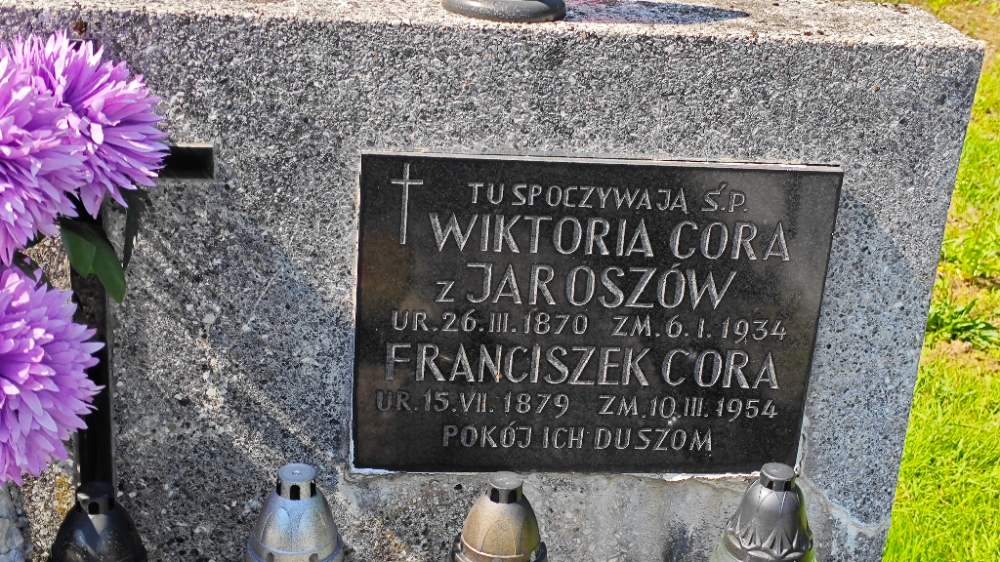 TU SPOCZYWAJA Ś.P.
WIKTORIA CORA
z JAROSZÓW
UR. 26. III. 1870 ZM. 6. I. 1934
FRANCISZEK CORA
UR. 15. VII. 1879 ZM. 10. III. 1954
POKÓJ ICH DUSZOM